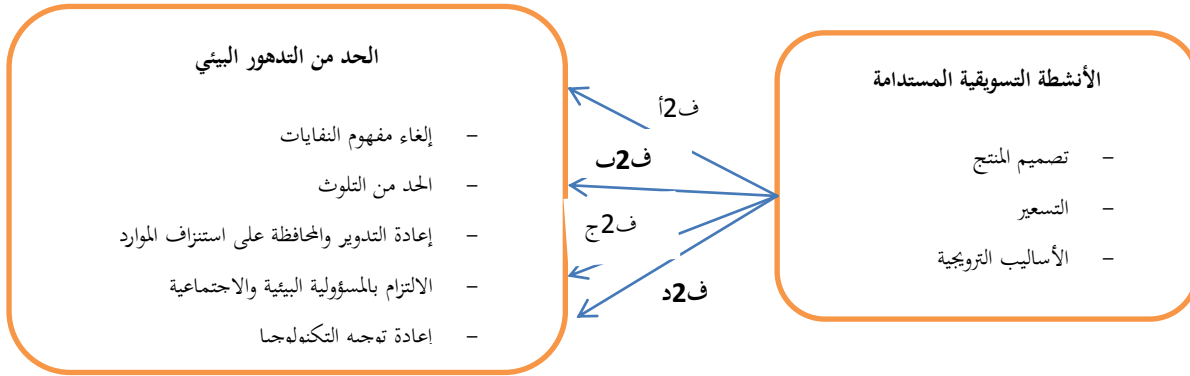 الأنشطة التسويقية المستدامة
– تصميم المنتج
– التسعير
– الأساليب الترويجية
ف2أ
ف2ب
ف2ج
ف2د
الحد من التدهور البيئي
– إلغاء مفهوم النفايات
– الحد من التلوث
– إعادة التدوير والمحافظة على استنزاف الموارد
– الالتزام بالمسؤولية البيئية والاجتماعية
– إعادة توجيه التكنولوجيا